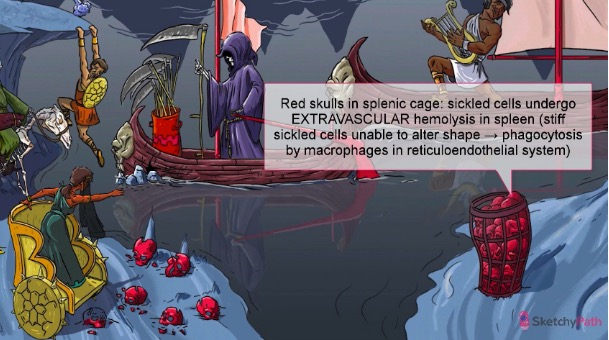 Red skulls in splenic cage: sickled cells undergo
EXTRAVASCULAR hemolysis in spleen (stiff
sickled cells unable to alter shape → phagocytosis
by macrophages in reticuloendothelial system)
SketchyPath